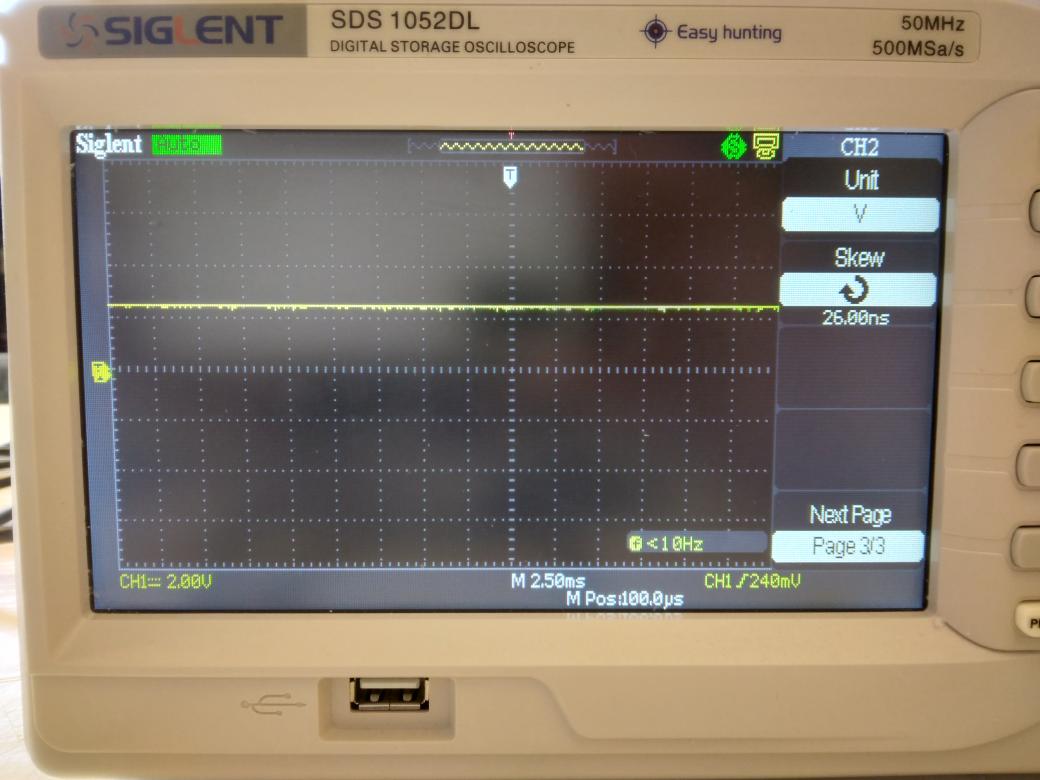 SIGLENT
SDS 1052DL
DIGITAL STORAGE OSCILLOSCOPE
Easy hunting
50MHz
500MSa/s
Siglent Auto
T
CH2
Unit
V
Skew
26.00ns
f <10Hz
Next Page
Page 3/3
CH1 2.00V
M 2.50ms
CH1 240mV
M Pos:100.0µs